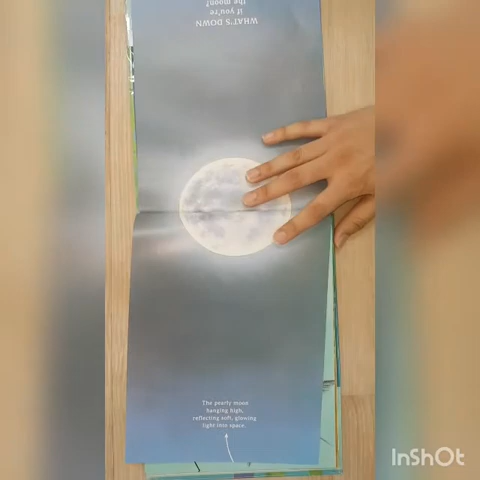 WHAT'S DOWN
if you're
the moon?
The pearly moon
hanging high,
reflecting soft, glowing
light into space.
InShOt